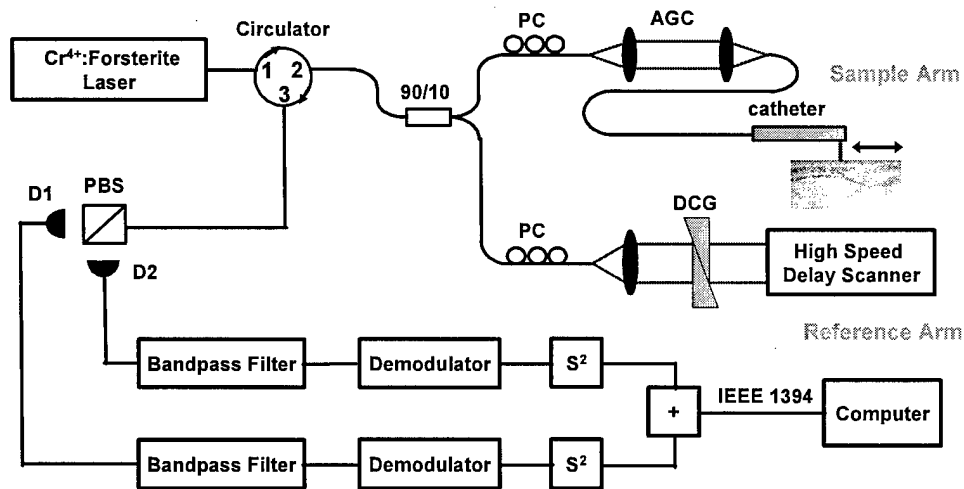 Cr4+:Forsterite
Laser
Circulator
1 2
3
90/10
PC
AGC
Sample Arm
catheter
D1
PBS
D2
PC
DCG
High Speed
Delay Scanner
Reference Arm
Bandpass Filter
Demodulator
S²
+
IEEE 1394
Computer
Bandpass Filter
Demodulator
S²